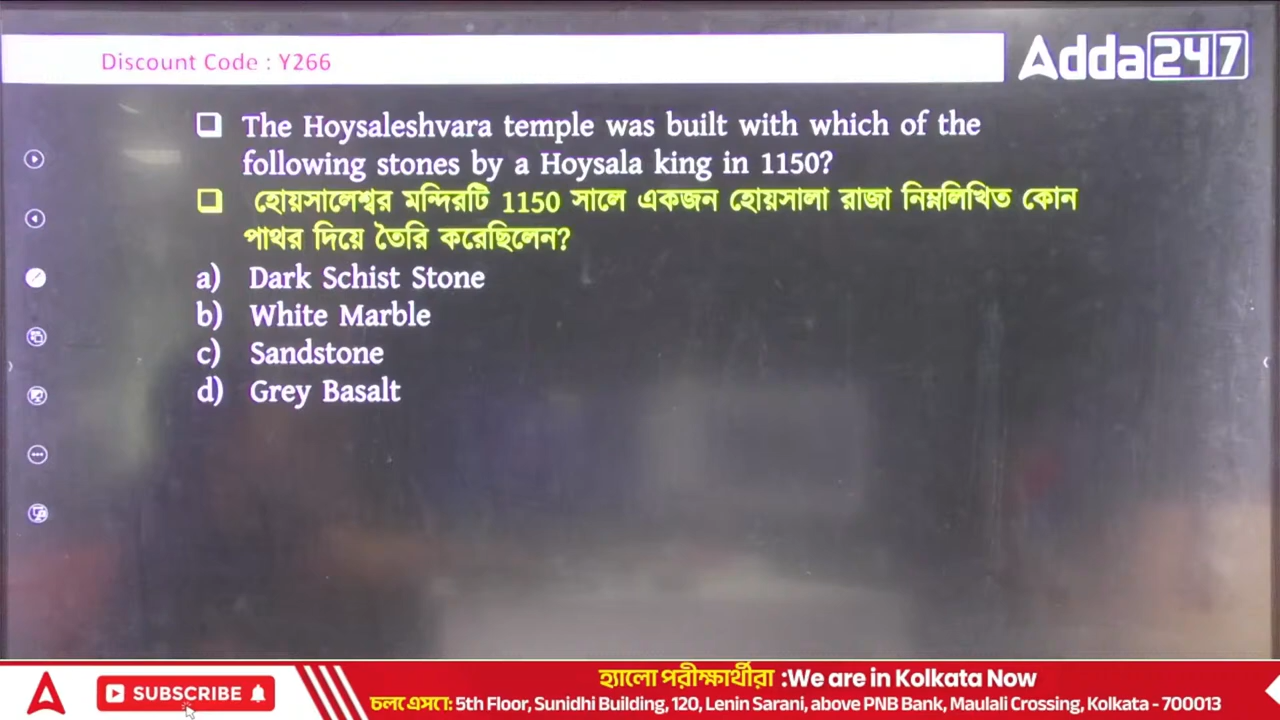 Discount Code : Y266
Adda247
The Hoysaleshvara temple was built with which of the
following stones by a Hoysala king in 1150?
হোয়সালেশ্বর মন্দিরটি 1150 সালে একজন হোয়সালা রাজা নিম্নলিখিত কোন
পাথর দিয়ে তৈরি করেছিলেন?
a) Dark Schist Stone
b) White Marble
c) Sandstone
d) Grey Basalt
SUBSCRIBE
হ্যালো পরীক্ষার্থীরা :We are in Kolkata Now
চলে এসো: 5th Floor, Sunidhi Building, 120, Lenin Sarani, above PNB Bank, Maulali Crossing, Kolkata - 700013